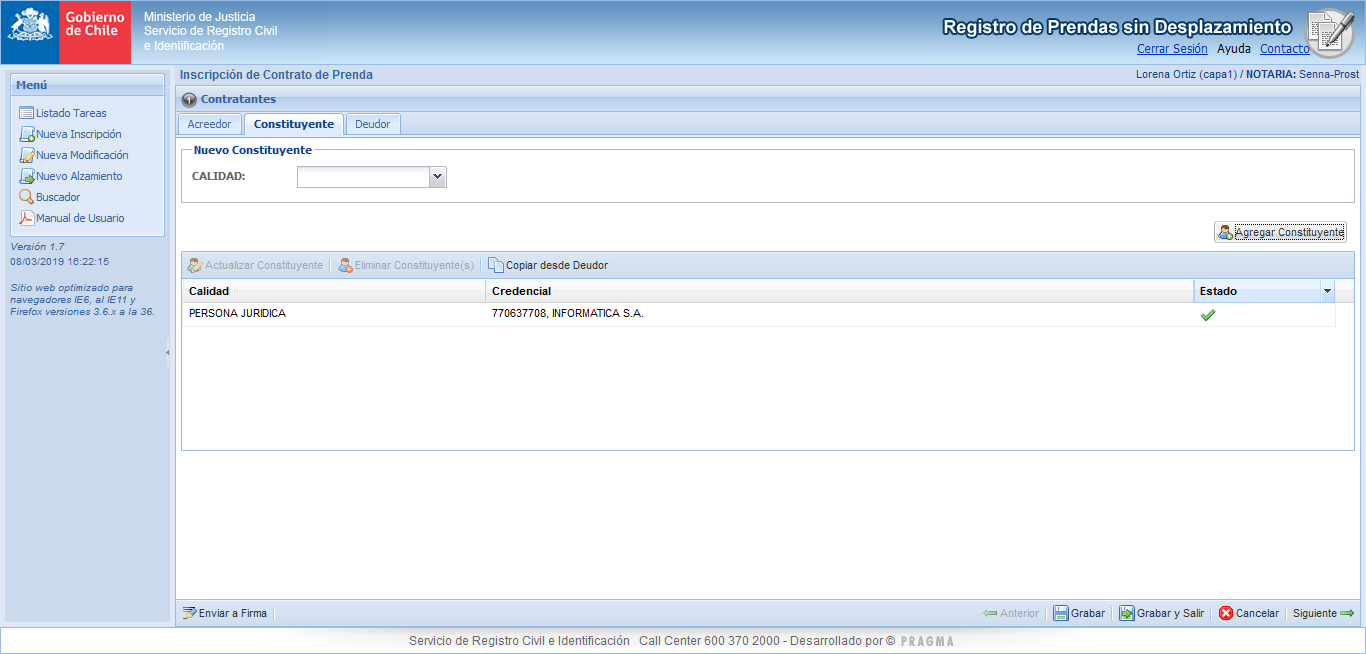 Gobierno
de Chile
Ministerio de Justicia
Servicio de Registro Civil
e Identificación
Registro de Prendas sin Desplazamiento
Cerrar Sesión Ayuda Contacto
Menú
Listado Tareas
Nueva Inscripción
Nueva Modificación
Nuevo Alzamiento
Buscador
Manual de Usuario
Versión 1.7
08/03/2019 16:22:15
Sitio web optimizado para
navegadores IE6, al IE11 y
Firefox versiones 3.6.x a la 36.
Inscripción de Contrato de Prenda
Lorena Ortiz (capa1) / NOTARIA: Senna-Prost
Contratantes
Acreedor Constituyente Deudor
Nuevo Constituyente
CALIDAD:
Agregar Constituyente
Actualizar Constituyente Eliminar Constituyente(s) Copiar desde Deudor
Calidad Credencial Estado
PERSONA JURIDICA 770637708, INFORMATICA S.A.
Enviar a Firma Anterior Grabar Grabar y Salir Cancelar Siguiente
Servicio de Registro Civil e Identificación Call Center 600 370 2000 - Desarrollado por © PRAGMA